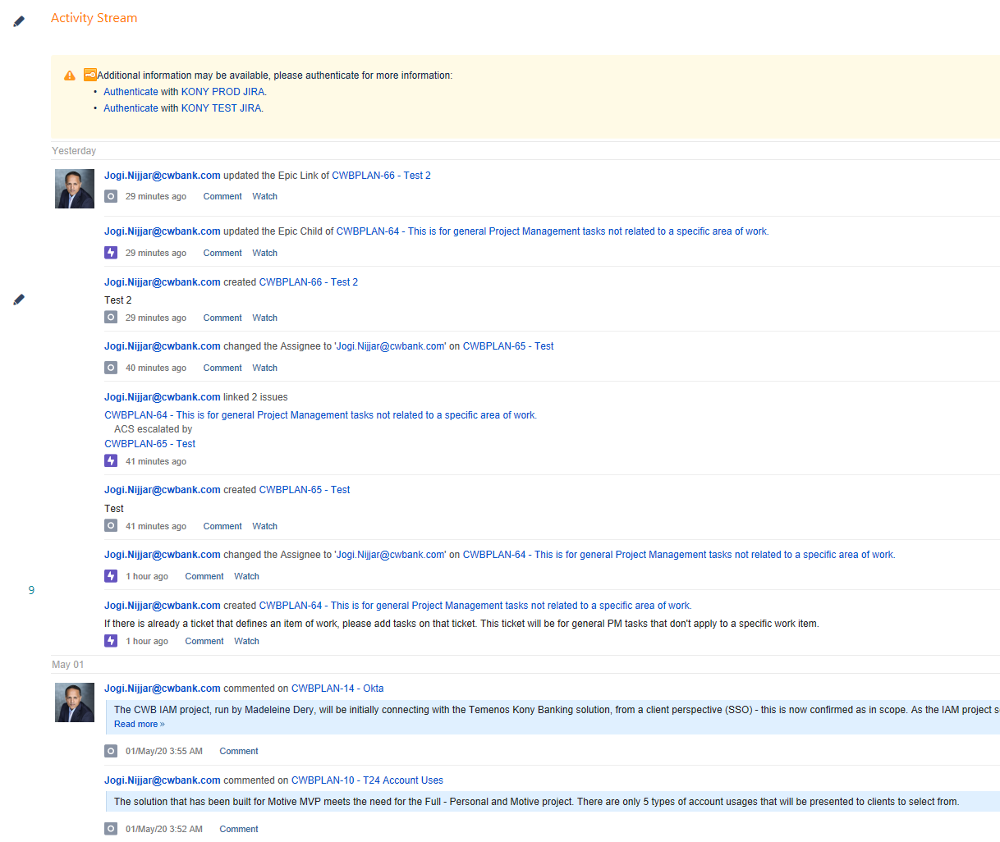 Activity Stream
Additional information may be available, please authenticate for more information:
• Authenticate with KONY PROD JIRA.
• Authenticate with KONY TEST JIRA.
Yesterday
Jogi.Nijjar@cwbank.com updated the Epic Link of CWBPLAN-66 - Test 2
29 minutes ago Comment Watch
Jogi.Nijjar@cwbank.com updated the Epic Child of CWBPLAN-64 - This is for general Project Management tasks not related to a specific area of work.
29 minutes ago Comment Watch
Jogi.Nijjar@cwbank.com created CWBPLAN-66 - Test 2
Test 2
29 minutes ago Comment Watch
Jogi.Nijjar@cwbank.com changed the Assignee to 'Jogi.Nijjar@cwbank.com' on CWBPLAN-65 - Test
40 minutes ago Comment Watch
Jogi.Nijjar@cwbank.com linked 2 issues
CWBPLAN-64 - This is for general Project Management tasks not related to a specific area of work.
ACS escalated by
CWBPLAN-65 - Test
41 minutes ago
Jogi.Nijjar@cwbank.com created CWBPLAN-65 - Test
Test
41 minutes ago Comment Watch
Jogi.Nijjar@cwbank.com changed the Assignee to 'Jogi.Nijjar@cwbank.com' on CWBPLAN-64 - This is for general Project Management tasks not related to a specific area of work.
1 hour ago Comment Watch
9
Jogi.Nijjar@cwbank.com created CWBPLAN-64 - This is for general Project Management tasks not related to a specific area of work.
If there is already a ticket that defines an item of work, please add tasks on that ticket. This ticket will be for general PM tasks that don't apply to a specific work item.
1 hour ago Comment Watch
May 01
Jogi.Nijjar@cwbank.com commented on CWBPLAN-14 - Okta
The CWB IAM project, run by Madeleine Dery, will be initially connecting with the Temenos Kony Banking solution, from a client perspective (SSO) - this is now confirmed as in scope. As the IAM project s
Read more »
01/May/20 3:55 AM Comment
Jogi.Nijjar@cwbank.com commented on CWBPLAN-10 - T24 Account Uses
The solution that has been built for Motive MVP meets the need for the Full - Personal and Motive project. There are only 5 types of account usages that will be presented to clients to select from.
01/May/20 3:52 AM Comment